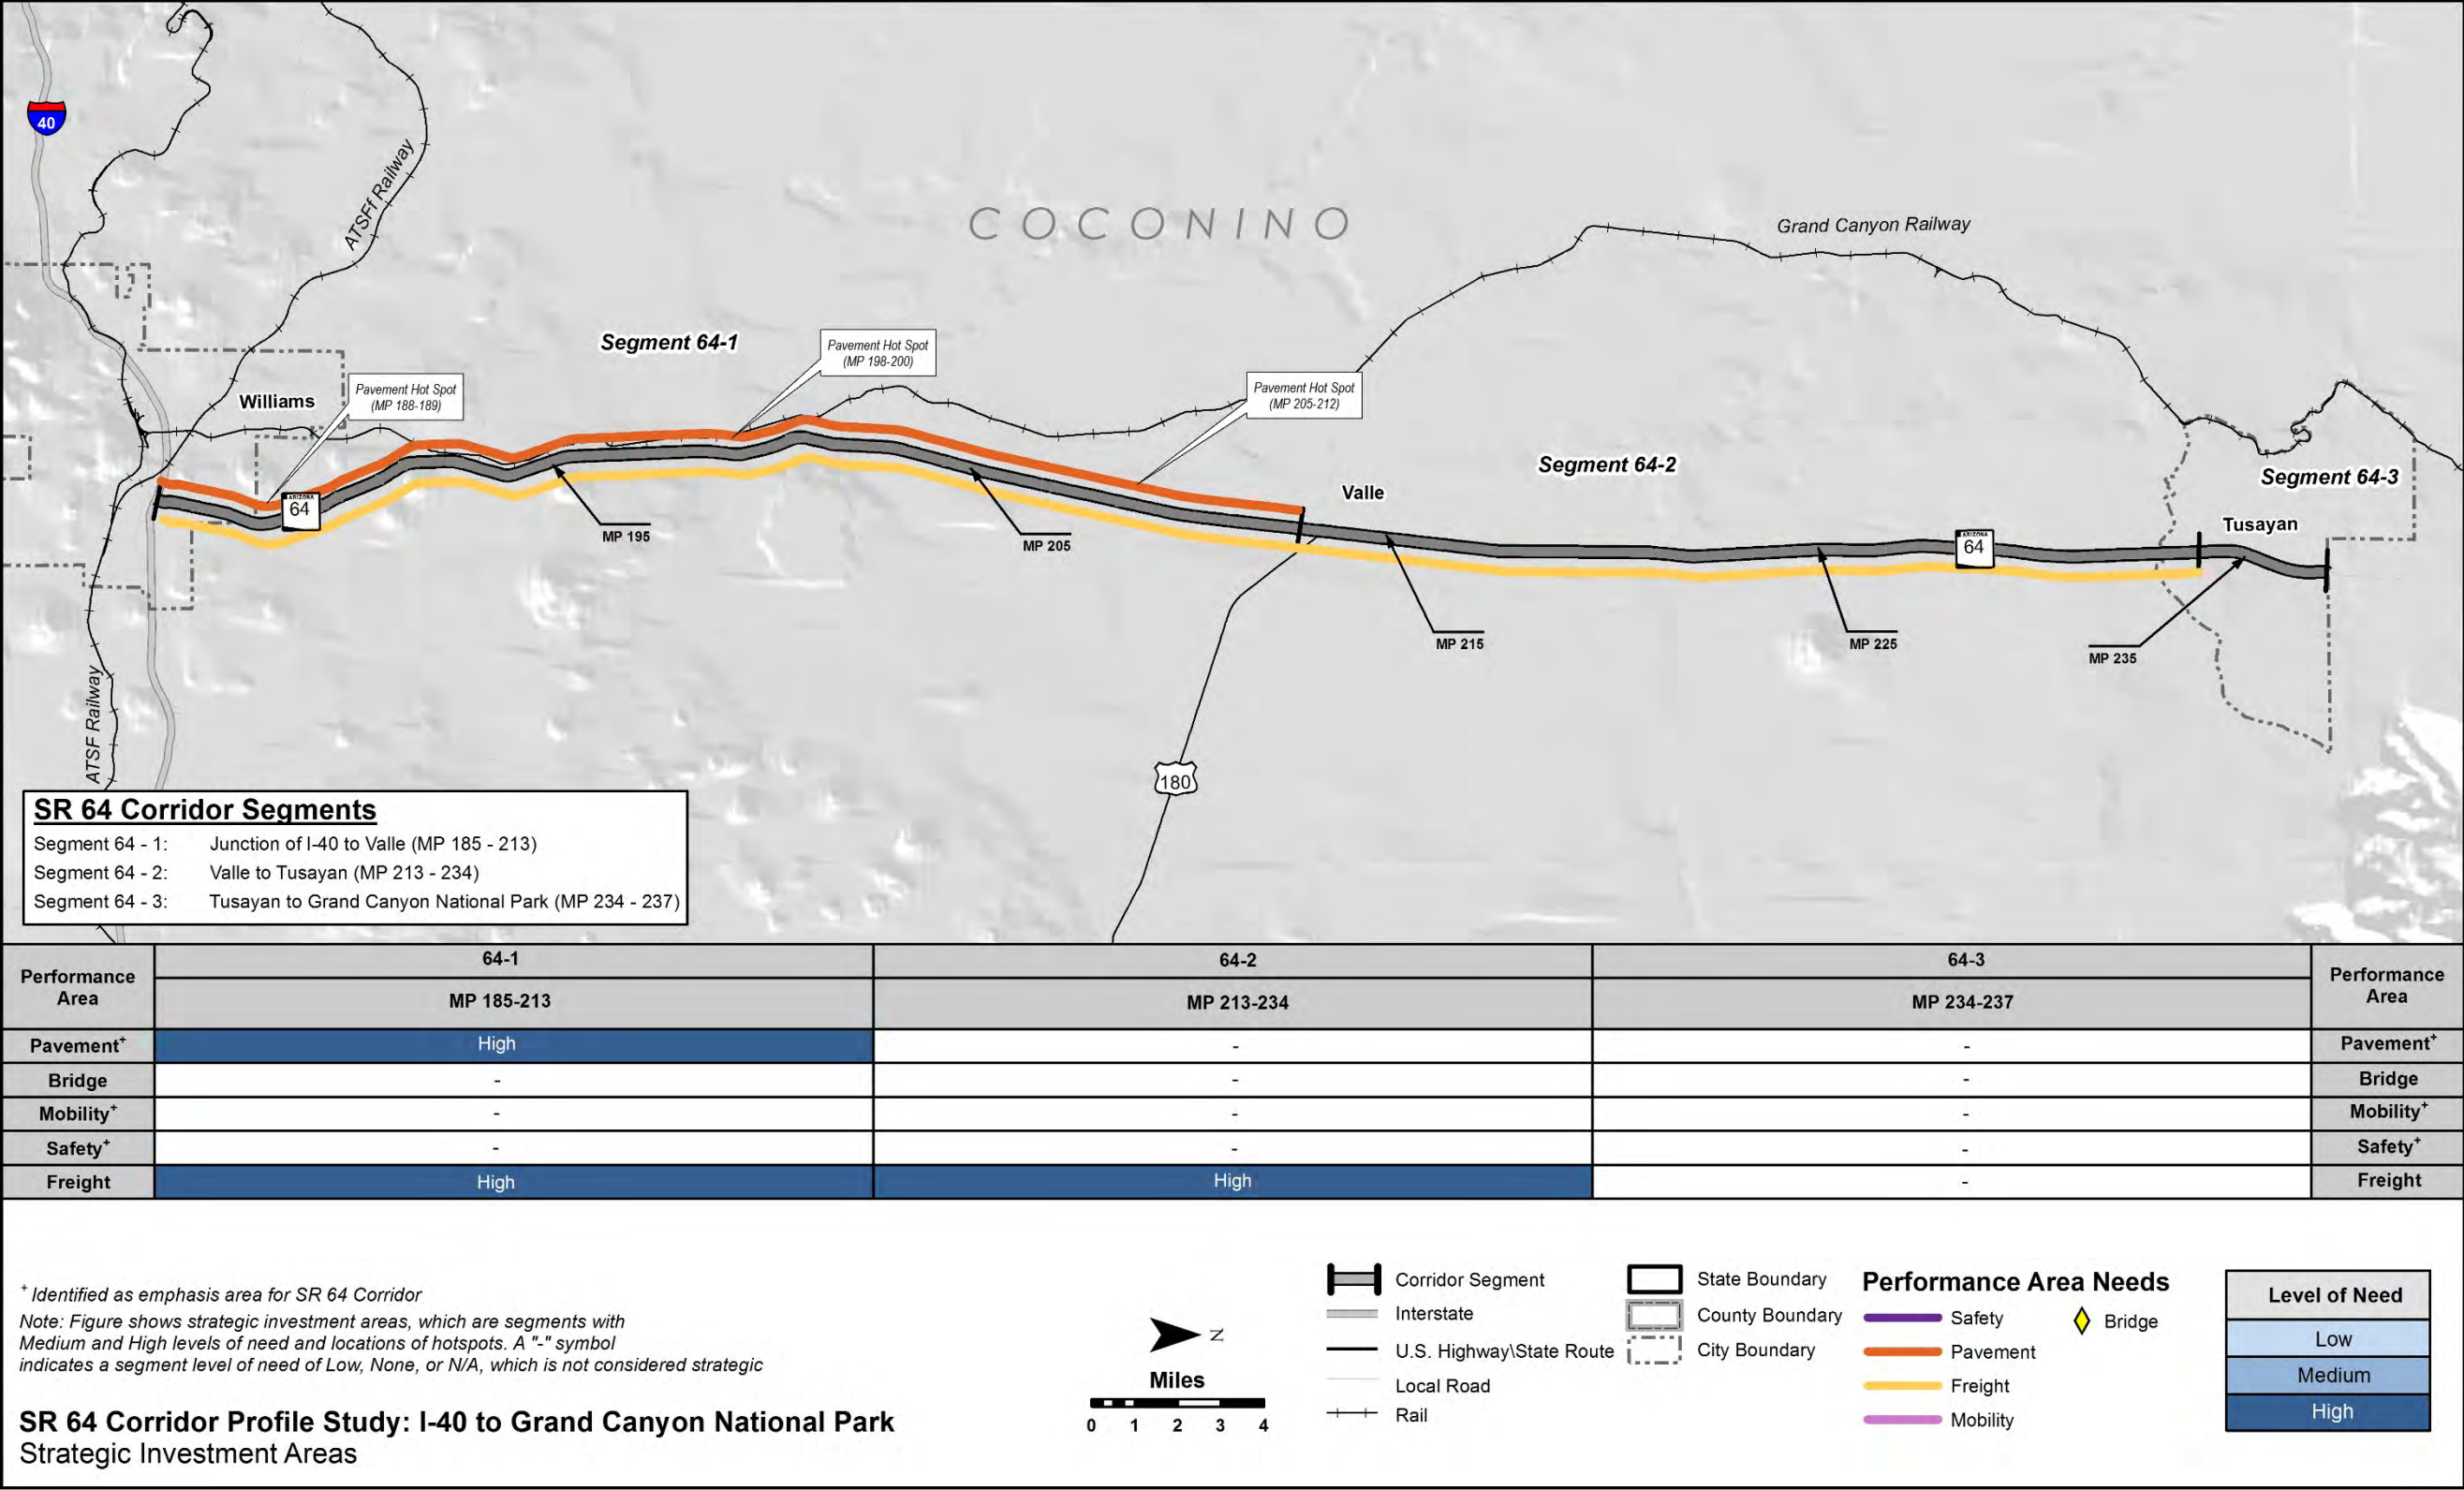 40
ATSFf Railway
COCONINO
Grand Canyon Railway
Segment 64-1
Pavement Hot Spot
(MP 198-200)
Williams
Pavement Hot Spot
(MP 188-189)
Pavement Hot Spot
(MP 205-212)
Segment 64-2
Segment 64-3
Valle
ARIZONA
64
Tusayan
ARIZONA
64
MP 195
MP 205
MP 215
MP 225
MP 235
ATSF Railway
180
SR 64 Corridor Segments
Segment 64 - 1: Junction of I-40 to Valle (MP 185 - 213)
Segment 64 - 2: Valle to Tusayan (MP 213 - 234)
Segment 64 - 3: Tusayan to Grand Canyon National Park (MP 234 - 237)
Performance Area 64-1 64-2 64-3 Performance Area
MP 185-213 MP 213-234 MP 234-237
Pavement+ High - - Pavement+
Bridge - - - Bridge
Mobility+ - - - Mobility+
Safety+ - - - Safety+
Freight High High - Freight
+ Identified as emphasis area for SR 64 Corridor
Note: Figure shows strategic investment areas, which are segments with
Medium and High levels of need and locations of hotspots. A "-" symbol
indicates a segment level of need of Low, None, or N/A, which is not considered strategic
SR 64 Corridor Profile Study: I-40 to Grand Canyon National Park
Strategic Investment Areas
N
Miles
0 1 2 3 4
Corridor Segment
Interstate
U.S. Highway\State Route
Local Road
Rail
State Boundary
County Boundary
City Boundary
Performance Area Needs
Safety
Bridge
Pavement
Freight
Mobility
Level of Need
Low
Medium
High